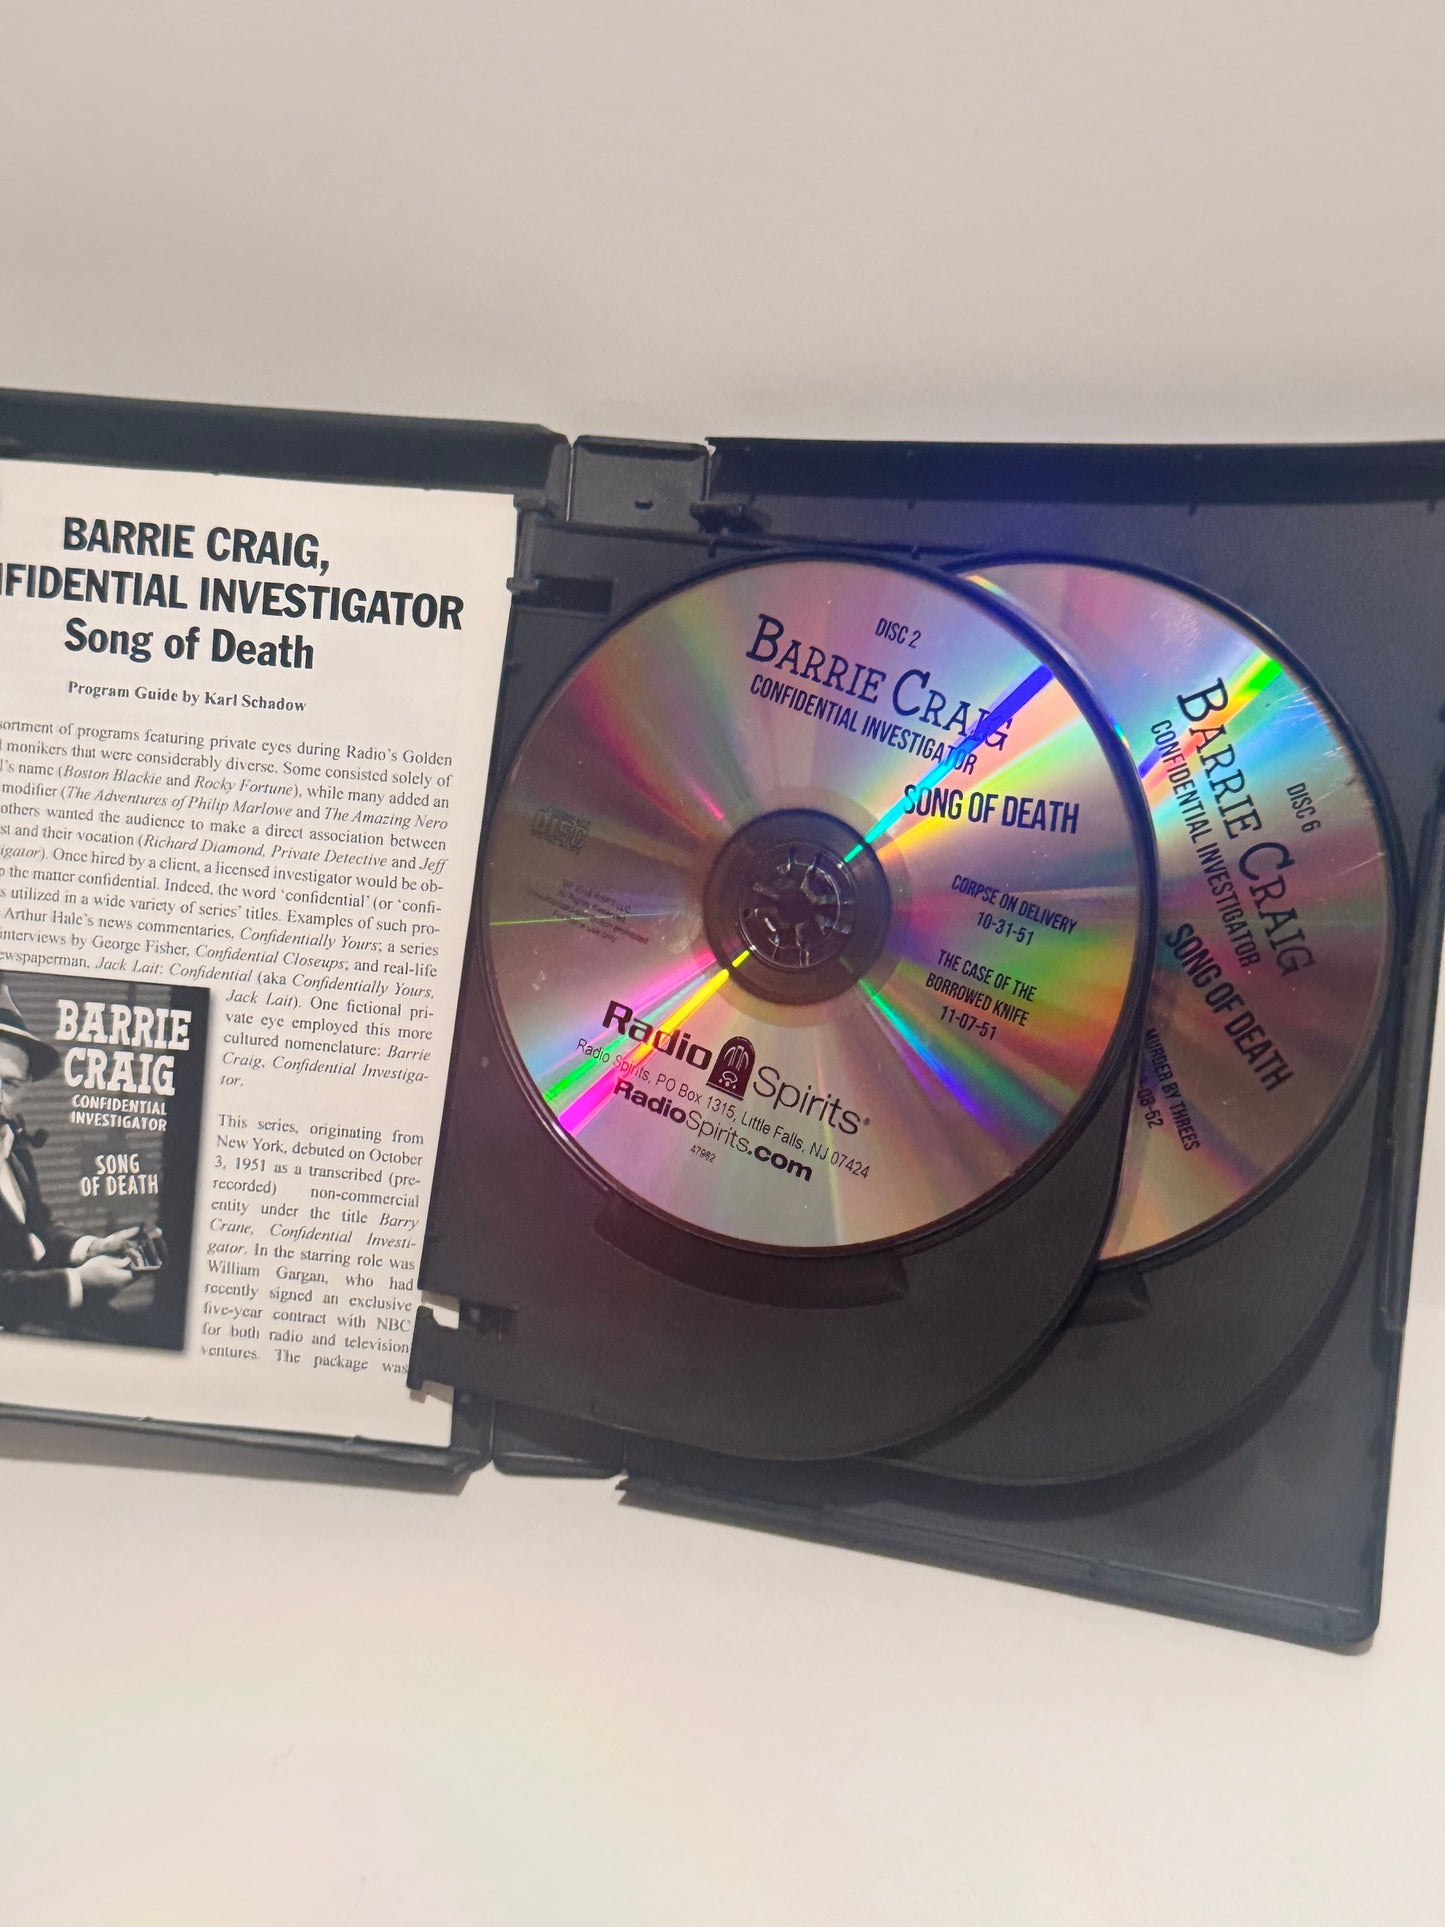 BARRIE CRAIG,
FIDENTIAL INVESTIGATOR
Song of Death
Program Guide by Karl Schadow
sortment of programs featuring private eyes during Radio's Golden
monikers that were considerably diverse. Some consisted solely of
l's name (Boston Blackie and Rocky Fortune), while many added an
modifier (The Adventures of Philip Marlowe and The Amazing Nero
others wanted the audience to make a direct association between
st and their vocation (Richard Diamond, Private Detective and Jeff
igator). Once hired by a client, a licensed investigator would be ob-
the matter confidential. Indeed, the word 'confidential' (or 'confi-
s utilized in a wide variety of series' titles. Examples of such pro-
Arthur Hale's news commentaries, Confidentially Yours; a series
interviews by George Fisher, Confidential Closeups; and real-life
ewspaperman, Jack Lait: Confidential (aka Confidentially Yours,
Jack Lait). One fictional pri-
vate eye employed this more
cultured nomenclature: Barrie
Craig, Confidential Investiga-
tor.
This series, originating from
New York, debuted on October
3, 1951 as a transcribed (pre-
recorded) non-commercial
entity under the title Barry
Crane, Confidential Investi-
gator. In the starring role was
William Gargan, who had
recently signed an exclusive
five-year contract with NBC
for both radio and television
ventures. The package was
BARRIE
CRAIG
CONFIDENTIAL
INVESTIGATOR
SONG
OF DEATH
DISC 2
BARRIE CRAIG
CONFIDENTIAL INVESTIGATOR
SONG OF DEATH
CORPSE ON DELIVERY
10-31-51
THE CASE OF THE
BORROWED KNIFE
11-07-51
disc
Radio Spirits®
Radio Spirits, PO Box 1315, Little Falls, NJ 07424
RadioSpirits.com
47982
DISC 6
BARRIE CRAIG
CONFIDENTIAL INVESTIGATOR
SONG OF DEATH
MURDER BY THREES
08-52